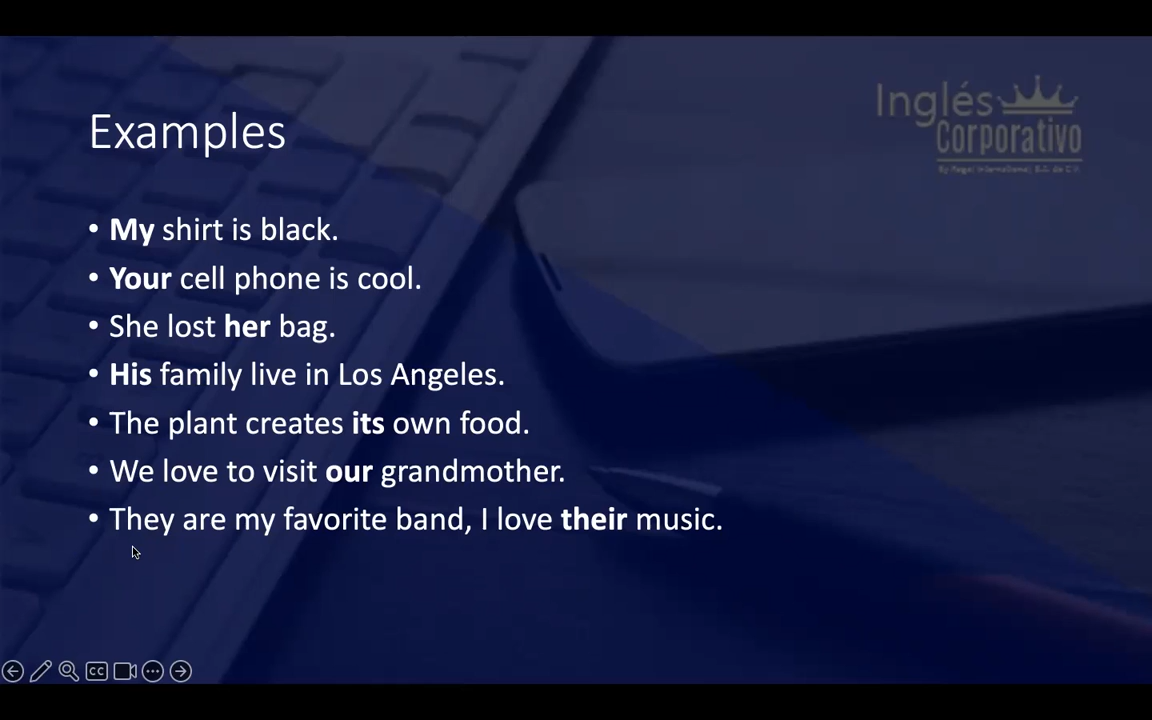 Inglés
Corporativo
Examples
• My shirt is black.
• Your cell phone is cool.
• She lost her bag.
• His family live in Los Angeles.
• The plant creates its own food.
• We love to visit our grandmother.
• They are my favorite band, I love their music.
CC